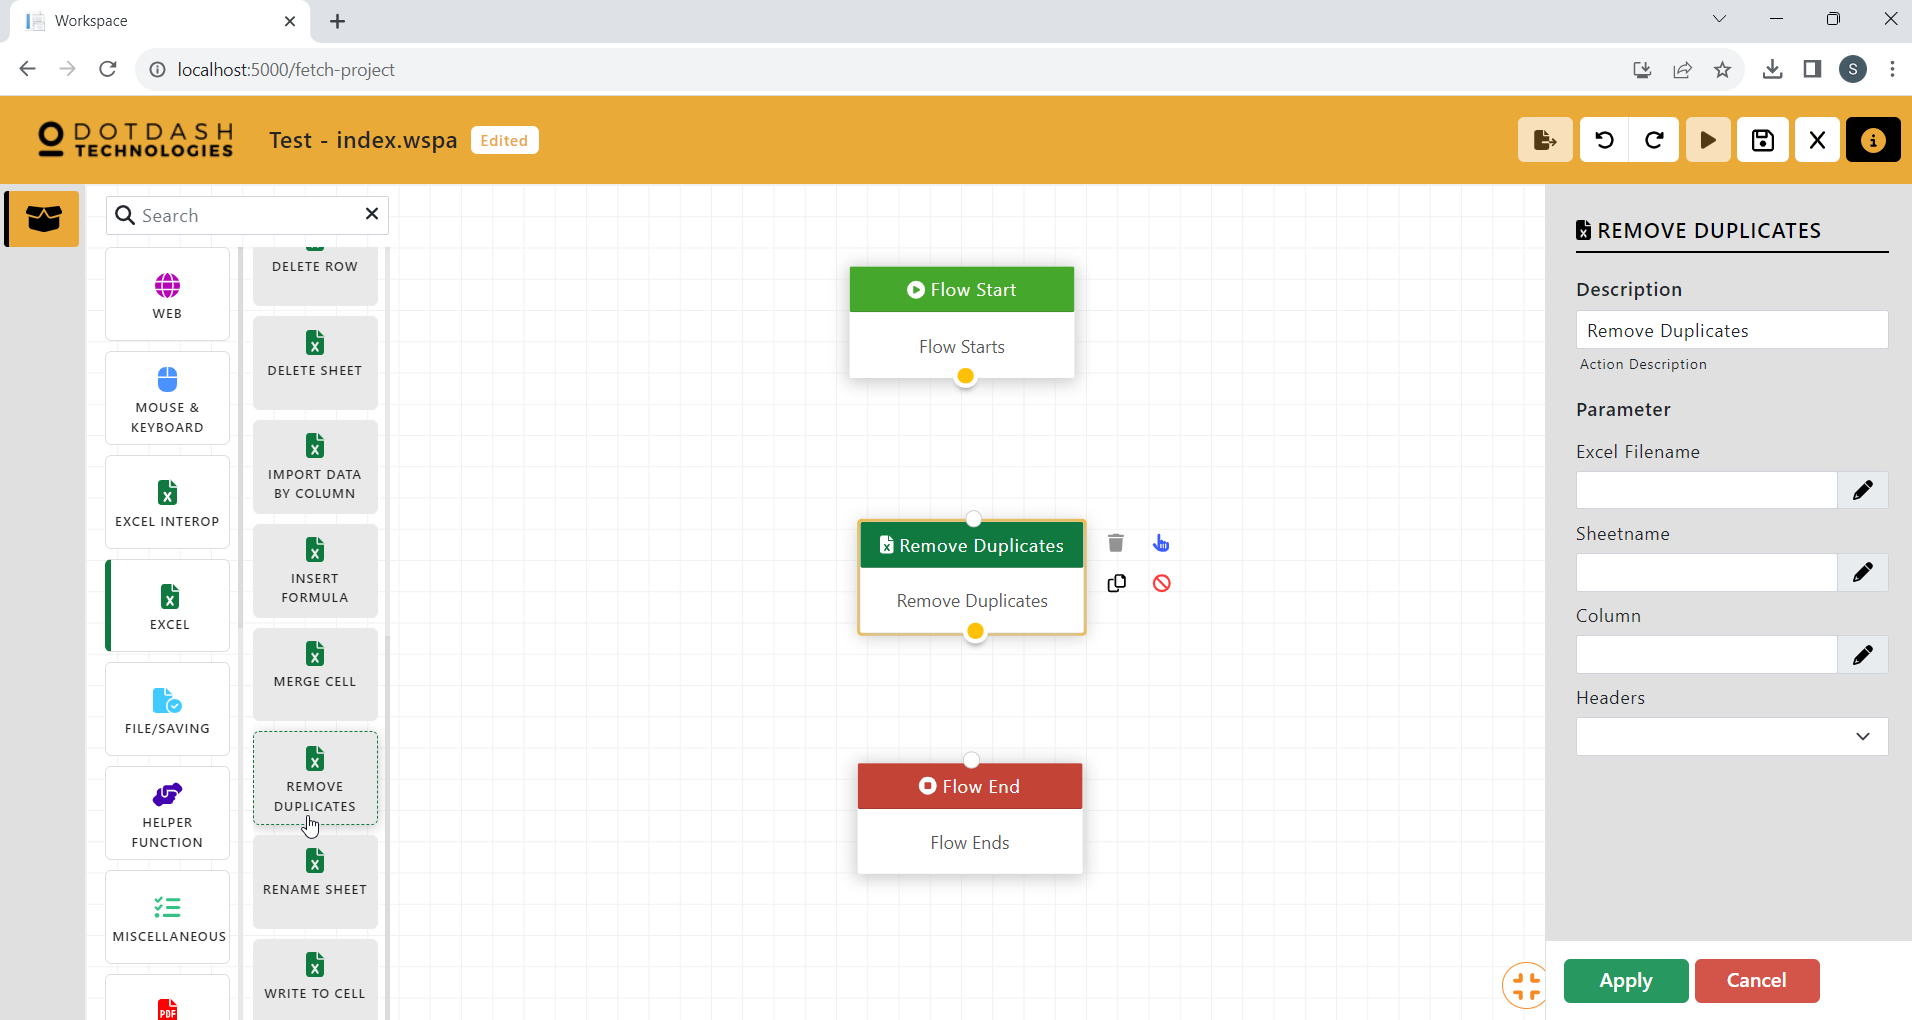 Workspace
localhost:5000/fetch-project
S
DOTDASH
TECHNOLOGIES
Test - index.wspa
Edited
Search
WEB
MOUSE &
KEYBOARD
EXCEL INTEROP
EXCEL
FILE/SAVING
HELPER
FUNCTION
MISCELLANEOUS
PDF
DELETE ROW
DELETE SHEET
IMPORT DATA
BY COLUMN
INSERT
FORMULA
MERGE CELL
REMOVE
DUPLICATES
RENAME SHEET
WRITE TO CELL
Flow Start
Flow Starts
Remove Duplicates
Remove Duplicates
Flow End
Flow Ends
REMOVE DUPLICATES
Description
Remove Duplicates
Action Description
Parameter
Excel Filename
Sheetname
Column
Headers
Apply
Cancel